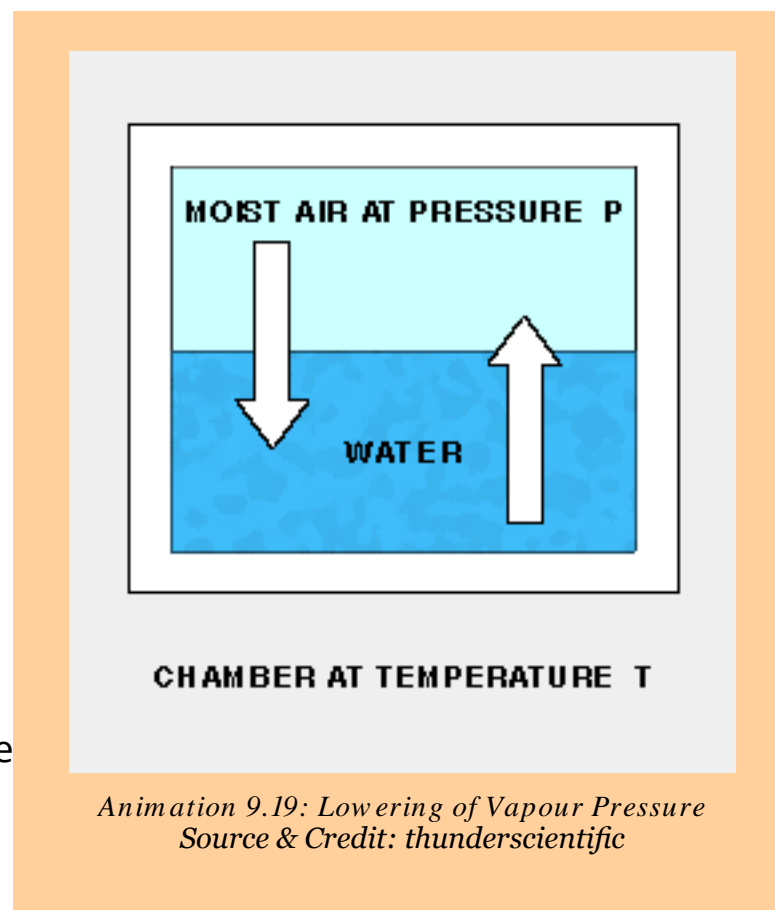 MOIST AIR AT PRESSURE P
WATER
CHAMBER AT TEMPERATURE T
e
Animation 9.19: Lowering of Vapour Pressure
Source & Credit: thunderscientific